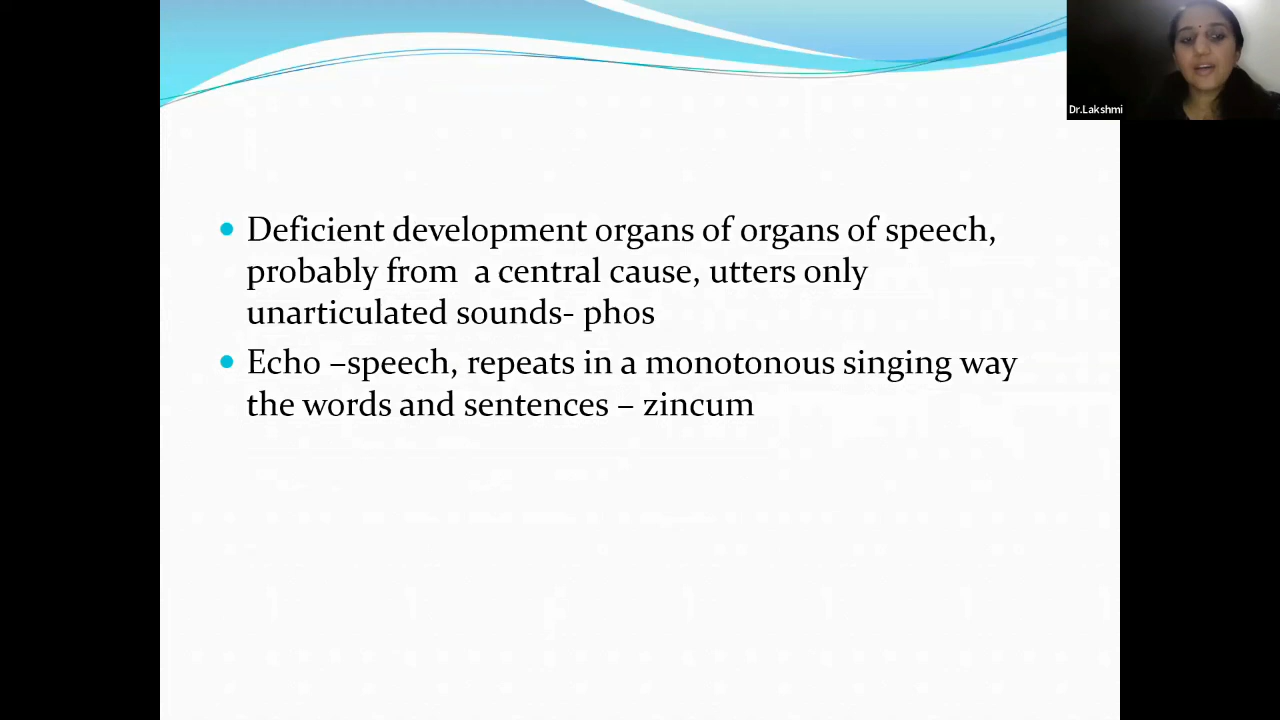 Dr.Lakshmi
• Deficient development organs of organs of speech,
probably from a central cause, utters only
unarticulated sounds- phos
• Echo –speech, repeats in a monotonous singing way
the words and sentences – zincum